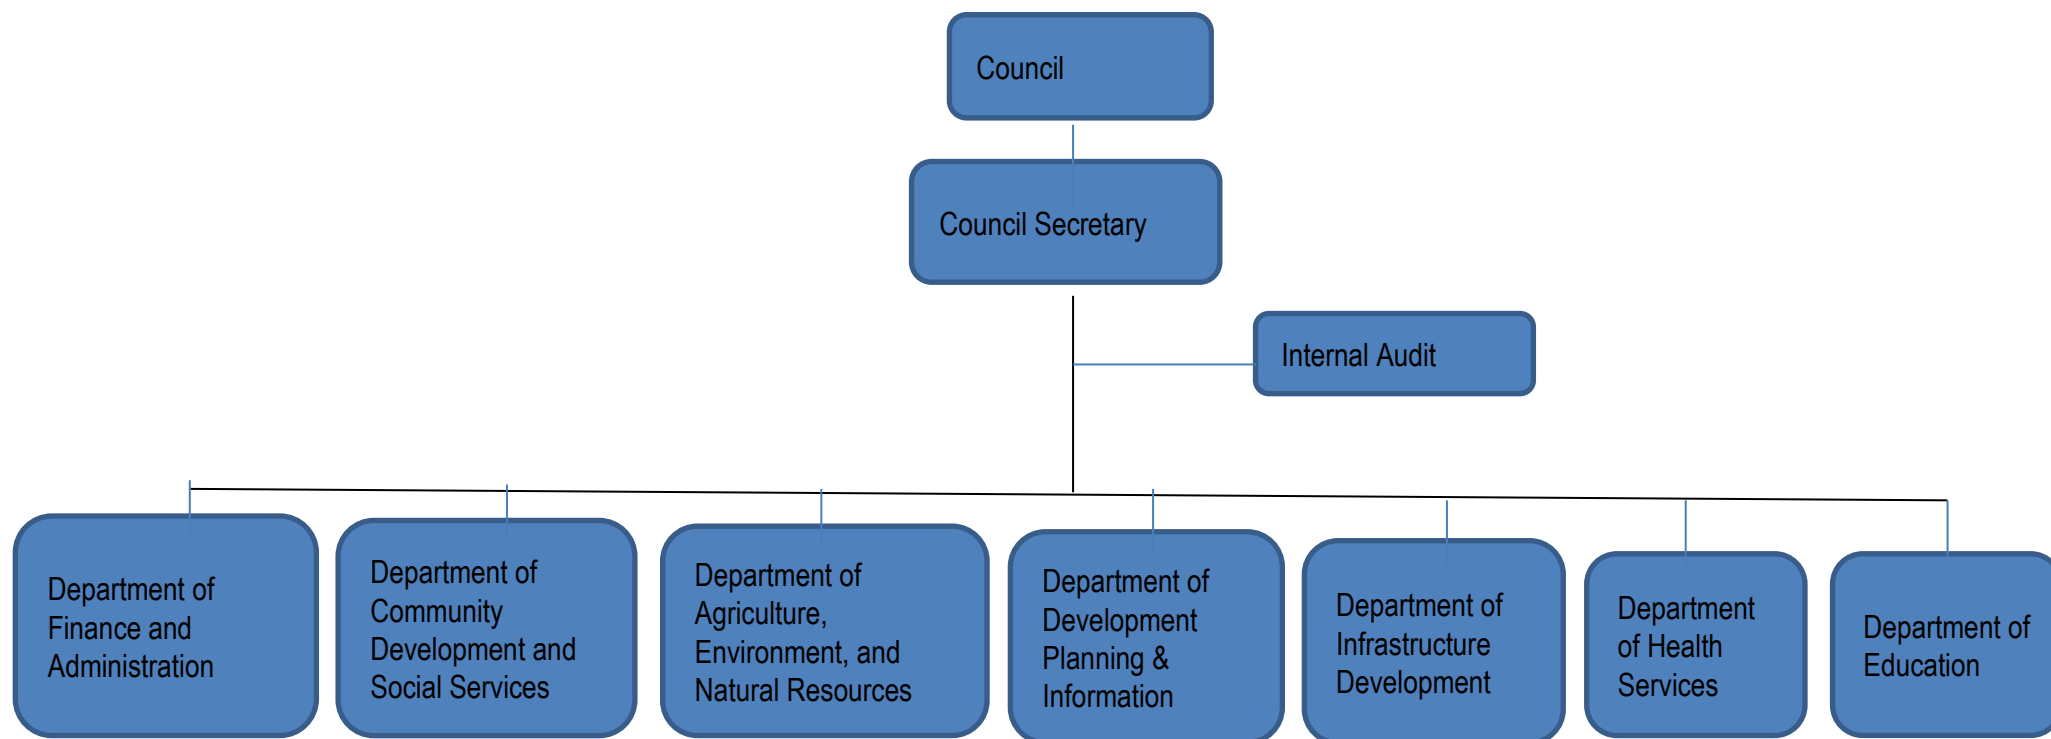 Council
Council Secretary
Internal Audit
Department of
Finance and
Administration
Department of
Community
Development and
Social Services
Department of
Agriculture,
Environment, and
Natural Resources
Department of
Development
Planning &
Information
Department of
Infrastructure
Development
Department
of Health
Services
Department of
Education